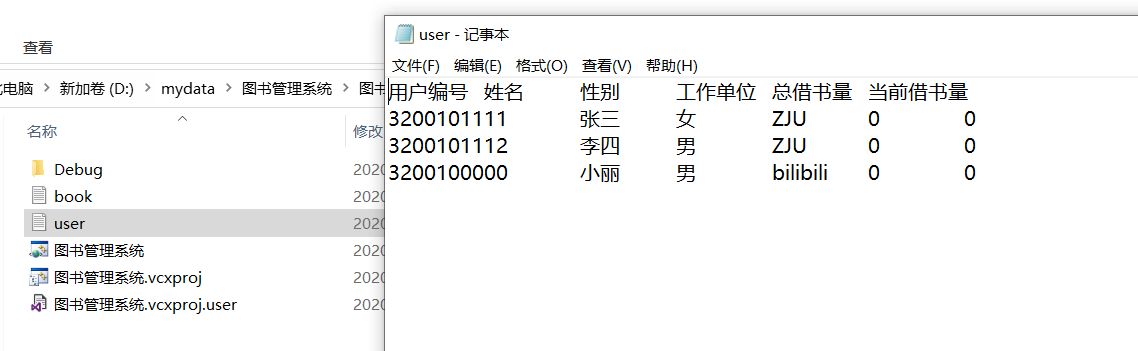 查看
电脑 > 新加卷 (D:) > mydata > 图书管理系统 > 图书
名称 修改
Debug 2020
book 2020
user 2020
图书管理系统 2020
图书管理系统.vcxproj 2020
图书管理系统.vcxproj.user 2020
user - 记事本
文件(F) 编辑(E) 格式(O) 查看(V) 帮助(H)
用户编号 姓名 性别 工作单位 总借书量 当前借书量
3200101111 张三 女 ZJU 0 0
3200101112 李四 男 ZJU 0 0
3200100000 小丽 男 bilibili 0 0